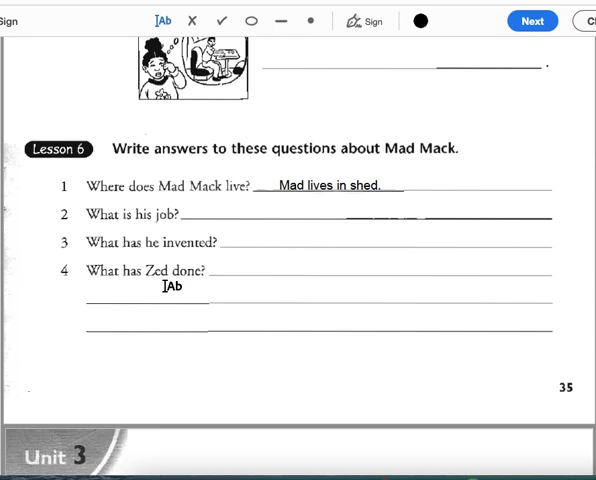 Sign
Ab
Sign
Next
Lesson 6 Write answers to these questions about Mad Mack.
1 Where does Mad Mack live? Mad lives in shed.
2 What is his job?
3 What has he invented?
4 What has Zed done?
Ab
35
Unit 3